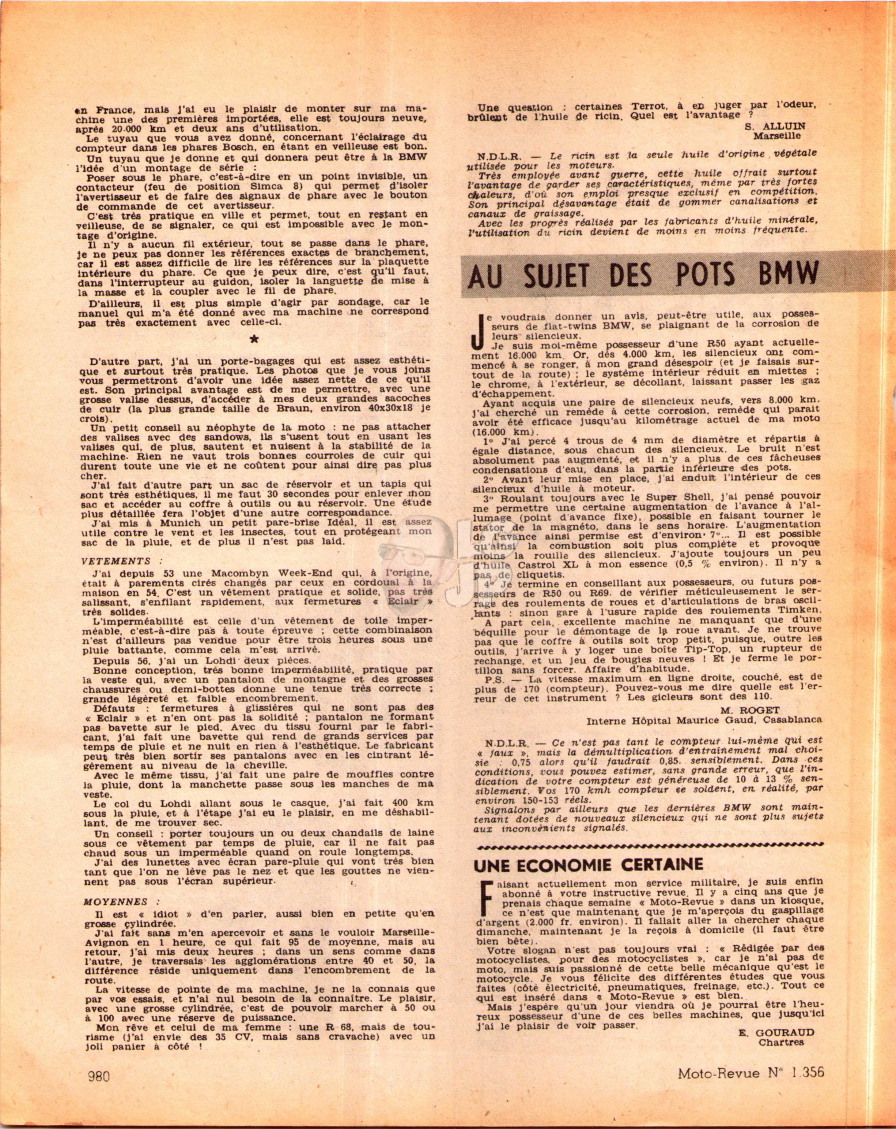 en France, mais j'ai eu le plaisir de monter sur ma ma-
chine une des premières importées, elle est toujours neuve,
après 20.000 km et deux ans d'utilisation.
Le tuyau que vous avez donné, concernant l'éclairage du
compteur dans les phares Bosch, en étant en veilleuse est bon.
Un tuyau que je donne et qui donnera peut être à la BMW
l'idée d'un montage de série :
Poser sous le phare, c'est-à-dire en un point invisible, un
contacteur (feu de position Simca 8) qui permet d'isoler
l'avertisseur et de faire des signaux de phare avec le bouton
de commande de cet avertisseur.
C'est très pratique en ville et permet, tout en restant en
veilleuse, de se signaler, ce qui est impossible avec le mon-
tage d'origine.
Il n'y a aucun fil extérieur, tout se passe dans le phare,
je ne peux pas donner les références exactes de branchement,
car il est assez difficile de lire les références sur la plaquette
intérieure du phare. Ce que je peux dire, c'est qu'il faut,
dans l'interrupteur au guidon, isoler la languette de mise à
la masse et la coupler avec le fil de phare.
D'ailleurs, il est plus simple d'agir par sondage, car le
manuel qui m'a été donné avec ma machine ne correspond
pas très exactement avec celle-ci.
★
D'autre part, j'ai un porte-bagages qui est assez esthéti-
que et surtout très pratique. Les photos que je vous joins
vous permettront d'avoir une idée assez nette de ce qu'il
est. Son principal avantage est de me permettre, avec une
grosse valise dessus, d'accéder à mes deux grandes sacoches
de cuir (la plus grande taille de Braun, environ 40x30x18 je
crois).
Un petit conseil au néophyte de la moto : ne pas attacher
des valises avec des sandows, ils s'usent tout en usant les
valises qui, de plus, sautent et nuisent à la stabilité de la
machine. Rien ne vaut trois bonnes courroies de cuir qui
durent toute une vie et ne coûtent pour ainsi dire pas plus
cher.
J'ai fait d'autre part un sac de réservoir et un tapis qui
sont très esthétiques, il me faut 30 secondes pour enlever mon
sac et accéder au coffre à outils ou au réservoir. Une étude
plus détaillée fera l'objet d'une autre correspondance.
J'ai mis à Munich un petit pare-brise Idéal, il est assez
utile contre le vent et les insectes, tout en protégeant mon
sac de la pluie, et de plus il n'est pas laid.
VETEMENTS :
J'ai depuis 53 une Macombyn Week-End qui, à l'origine,
était à parements cirés changés par ceux en cordoual à la
maison en 54. C'est un vêtement pratique et solide, pas très
salissant, s'enfilant rapidement, aux fermetures « Eclair »
très solides.
L'imperméabilité est celle d'un vêtement de toile imper-
méable, c'est-à-dire pas à toute épreuve ; cette combinaison
n'est d'ailleurs pas vendue pour être trois heures sous une
pluie battante, comme cela m'est arrivé.
Depuis 56, j'ai un Lohdi deux pièces.
Bonne conception, très bonne imperméabilité, pratique par
la veste qui, avec un pantalon de montagne et des grosses
chaussures ou demi-bottes donne une tenue très correcte ;
grande légèreté et faible encombrement.
Défauts : fermetures à glissières qui ne sont pas des
« Eclair » et n'en ont pas la solidité ; pantalon ne formant
pas bavette sur le pied. Avec du tissu fourni par le fabri-
cant, j'ai fait une bavette qui rend de grands services par
temps de pluie et ne nuit en rien à l'esthétique. Le fabricant
peut très bien sortir ses pantalons avec en les cintrant lé-
gèrement au niveau de la cheville.
Avec le même tissu, j'ai fait une paire de mouffles contre
la pluie, dont la manchette passe sous les manches de ma
veste.
Le col du Lohdi allant sous le casque, j'ai fait 400 km
sous la pluie, et à l'étape j'ai eu le plaisir, en me déshabil-
lant, de me trouver sec.
Un conseil : porter toujours un ou deux chandails de laine
sous ce vêtement par temps de pluie, car il ne fait pas
chaud sous un imperméable quand on roule longtemps.
J'ai des lunettes avec écran pare-pluie qui vont très bien
tant que l'on ne lève pas le nez et que les gouttes ne vien-
nent pas sous l'écran supérieur.
MOYENNES :
Il est « idiot » d'en parler, aussi bien en petite qu'en
grosse cylindrée.
J'ai fait sans m'en apercevoir et sans le vouloir Marseille-
Avignon en 1 heure, ce qui fait 95 de moyenne, mais au
retour, j'ai mis deux heures ; dans un sens comme dans
l'autre, je traversais les agglomérations entre 40 et 50, la
différence réside uniquement dans l'encombrement de la
route.
La vitesse de pointe de ma machine, je ne la connais que
par vos essais, et n'ai nul besoin de la connaître. Le plaisir,
avec une grosse cylindrée, c'est de pouvoir marcher à 50 ou
à 100 avec une réserve de puissance.
Mon rêve et celui de ma femme : une R 68, mais de tou-
risme (j'ai envie des 35 CV, mais sans cravache) avec un
joli panier à côté !
980
Une question : certaines Terrot, à en juger par l'odeur,
brûlent de l'huile de ricin. Quel est l'avantage ?
S. ALLUIN
Marseille
N.D.L.R. — Le ricin est la seule huile d'origine végétale
utilisée pour les moteurs.
Très employée avant guerre, cette huile offrait surtout
l'avantage de garder ses caractéristiques, même par très fortes
chaleurs, d'où son emploi presque exclusif en compétition.
Son principal désavantage était de gommer canalisations et
canaux de graissage.
Avec les progrès réalisés par les fabricants d'huile minérale,
l'utilisation du ricin devient de moins en moins fréquente.
AU SUJET DES POTS BMW
Je voudrais donner un avis, peut-être utile, aux posses-
seurs de flat-twins BMW, se plaignant de la corrosion de
leurs silencieux.
Je suis moi-même possesseur d'une R50 ayant actuelle-
ment 16.000 km. Or, dès 4.000 km, les silencieux ont com-
mencé à se ronger, à mon grand désespoir (et je faisais sur-
tout de la route) ; le système intérieur réduit en miettes ;
le chrome, à l'extérieur, se décollant, laissant passer les gaz
d'échappement.
Ayant acquis une paire de silencieux neufs, vers 8.000 km.
j'ai cherché un remède à cette corrosion, remède qui parait
avoir été efficace jusqu'au kilométrage actuel de ma moto
(16.000 km).
1° J'ai percé 4 trous de 4 mm de diamètre et répartis à
égale distance, sous chacun des silencieux. Le bruit n'est
absolument pas augmenté, et il n'y a plus de ces fâcheuses
condensations d'eau, dans la partie inférieure des pots.
2° Avant leur mise en place, j'ai enduit l'intérieur de ces
silencieux d'huile à moteur.
3° Roulant toujours avec le Super Shell, j'ai pensé pouvoir
me permettre une certaine augmentation de l'avance à l'al-
lumage (point d'avance fixe), possible en faisant tourner le
stator de la magnéto, dans le sens horaire. L'augmentation
de l'avance ainsi permise est d'environ 7°... Il est possible
qu'ainsi la combustion soit plus complète et provoque
moins la rouille des silencieux. J'ajoute toujours un peu
d'huile Castrol XL à mon essence (0,5 % environ). Il n'y a
pas de cliquetis.
4° Je termine en conseillant aux possesseurs, ou futurs pos-
sesseurs de R50 ou R69. de vérifier méticuleusement le ser-
rage des roulements de roues et d'articulations de bras oscil-
lants : sinon gare à l'usure rapide des roulements Timken.
A part cela, excellente machine ne manquant que d'une
béquille pour le démontage de la roue avant. Je ne trouve
pas que le coffre à outils soit trop petit, puisque, outre les
outils, j'arrive à y loger une boîte Tip-Top, un rupteur de
rechange, et un jeu de bougies neuves ! Et je ferme le por-
tillon sans forcer. Affaire d'habitude.
P.S. — La vitesse maximum en ligne droite, couché, est de
plus de 170 (compteur). Pouvez-vous me dire quelle est l'er-
reur de cet instrument ? Les gicleurs sont des 110.
M. ROGET
Interne Hôpital Maurice Gaud, Casablanca
N.D.L.R. — Ce n'est pas tant le compteur lui-même qui est
« faux », mais la démultiplication d'entraînement mal choi-
sie : 0,75 alors qu'il faudrait 0,85. sensiblement. Dans ces
conditions, vous pouvez estimer, sans grande erreur, que l'in-
dication de votre compteur est généreuse de 10 à 13 % sen-
siblement. Vos 170 kmh compteur se soldent, en réalité, par
environ 150-153 réels.
Signalons par ailleurs que les dernières BMW sont main-
tenant dotées de nouveaux silencieux qui ne sont plus sujets
aux inconvénients signalés.
UNE ECONOMIE CERTAINE
Faisant actuellement mon service militaire, je suis enfin
abonné à votre instructive revue. Il y a cinq ans que je
prenais chaque semaine « Moto-Revue » dans un kiosque,
ce n'est que maintenant que je m'aperçois du gaspillage
d'argent (2.000 fr. environ). Il fallait aller la chercher chaque
dimanche, maintenant je la reçois à domicile (il faut être
bien bête).
Votre slogan n'est pas toujours vrai : « Rédigée par des
motocyclistes, pour des motocyclistes », car je n'ai pas de
moto, mais suis passionné de cette belle mécanique qu'est le
motocycle. Je vous félicite des différentes études que vous
faites (côté électricité, pneumatiques, freinage, etc.). Tout ce
qui est inséré dans « Moto-Revue » est bien.
Mais j'espère qu'un jour viendra où je pourrai être l'heu-
reux possesseur d'une de ces belles machines, que jusqu'ici
j'ai le plaisir de voir passer.
E. GOURAUD
Chartres
Moto-Revue N° 1.356